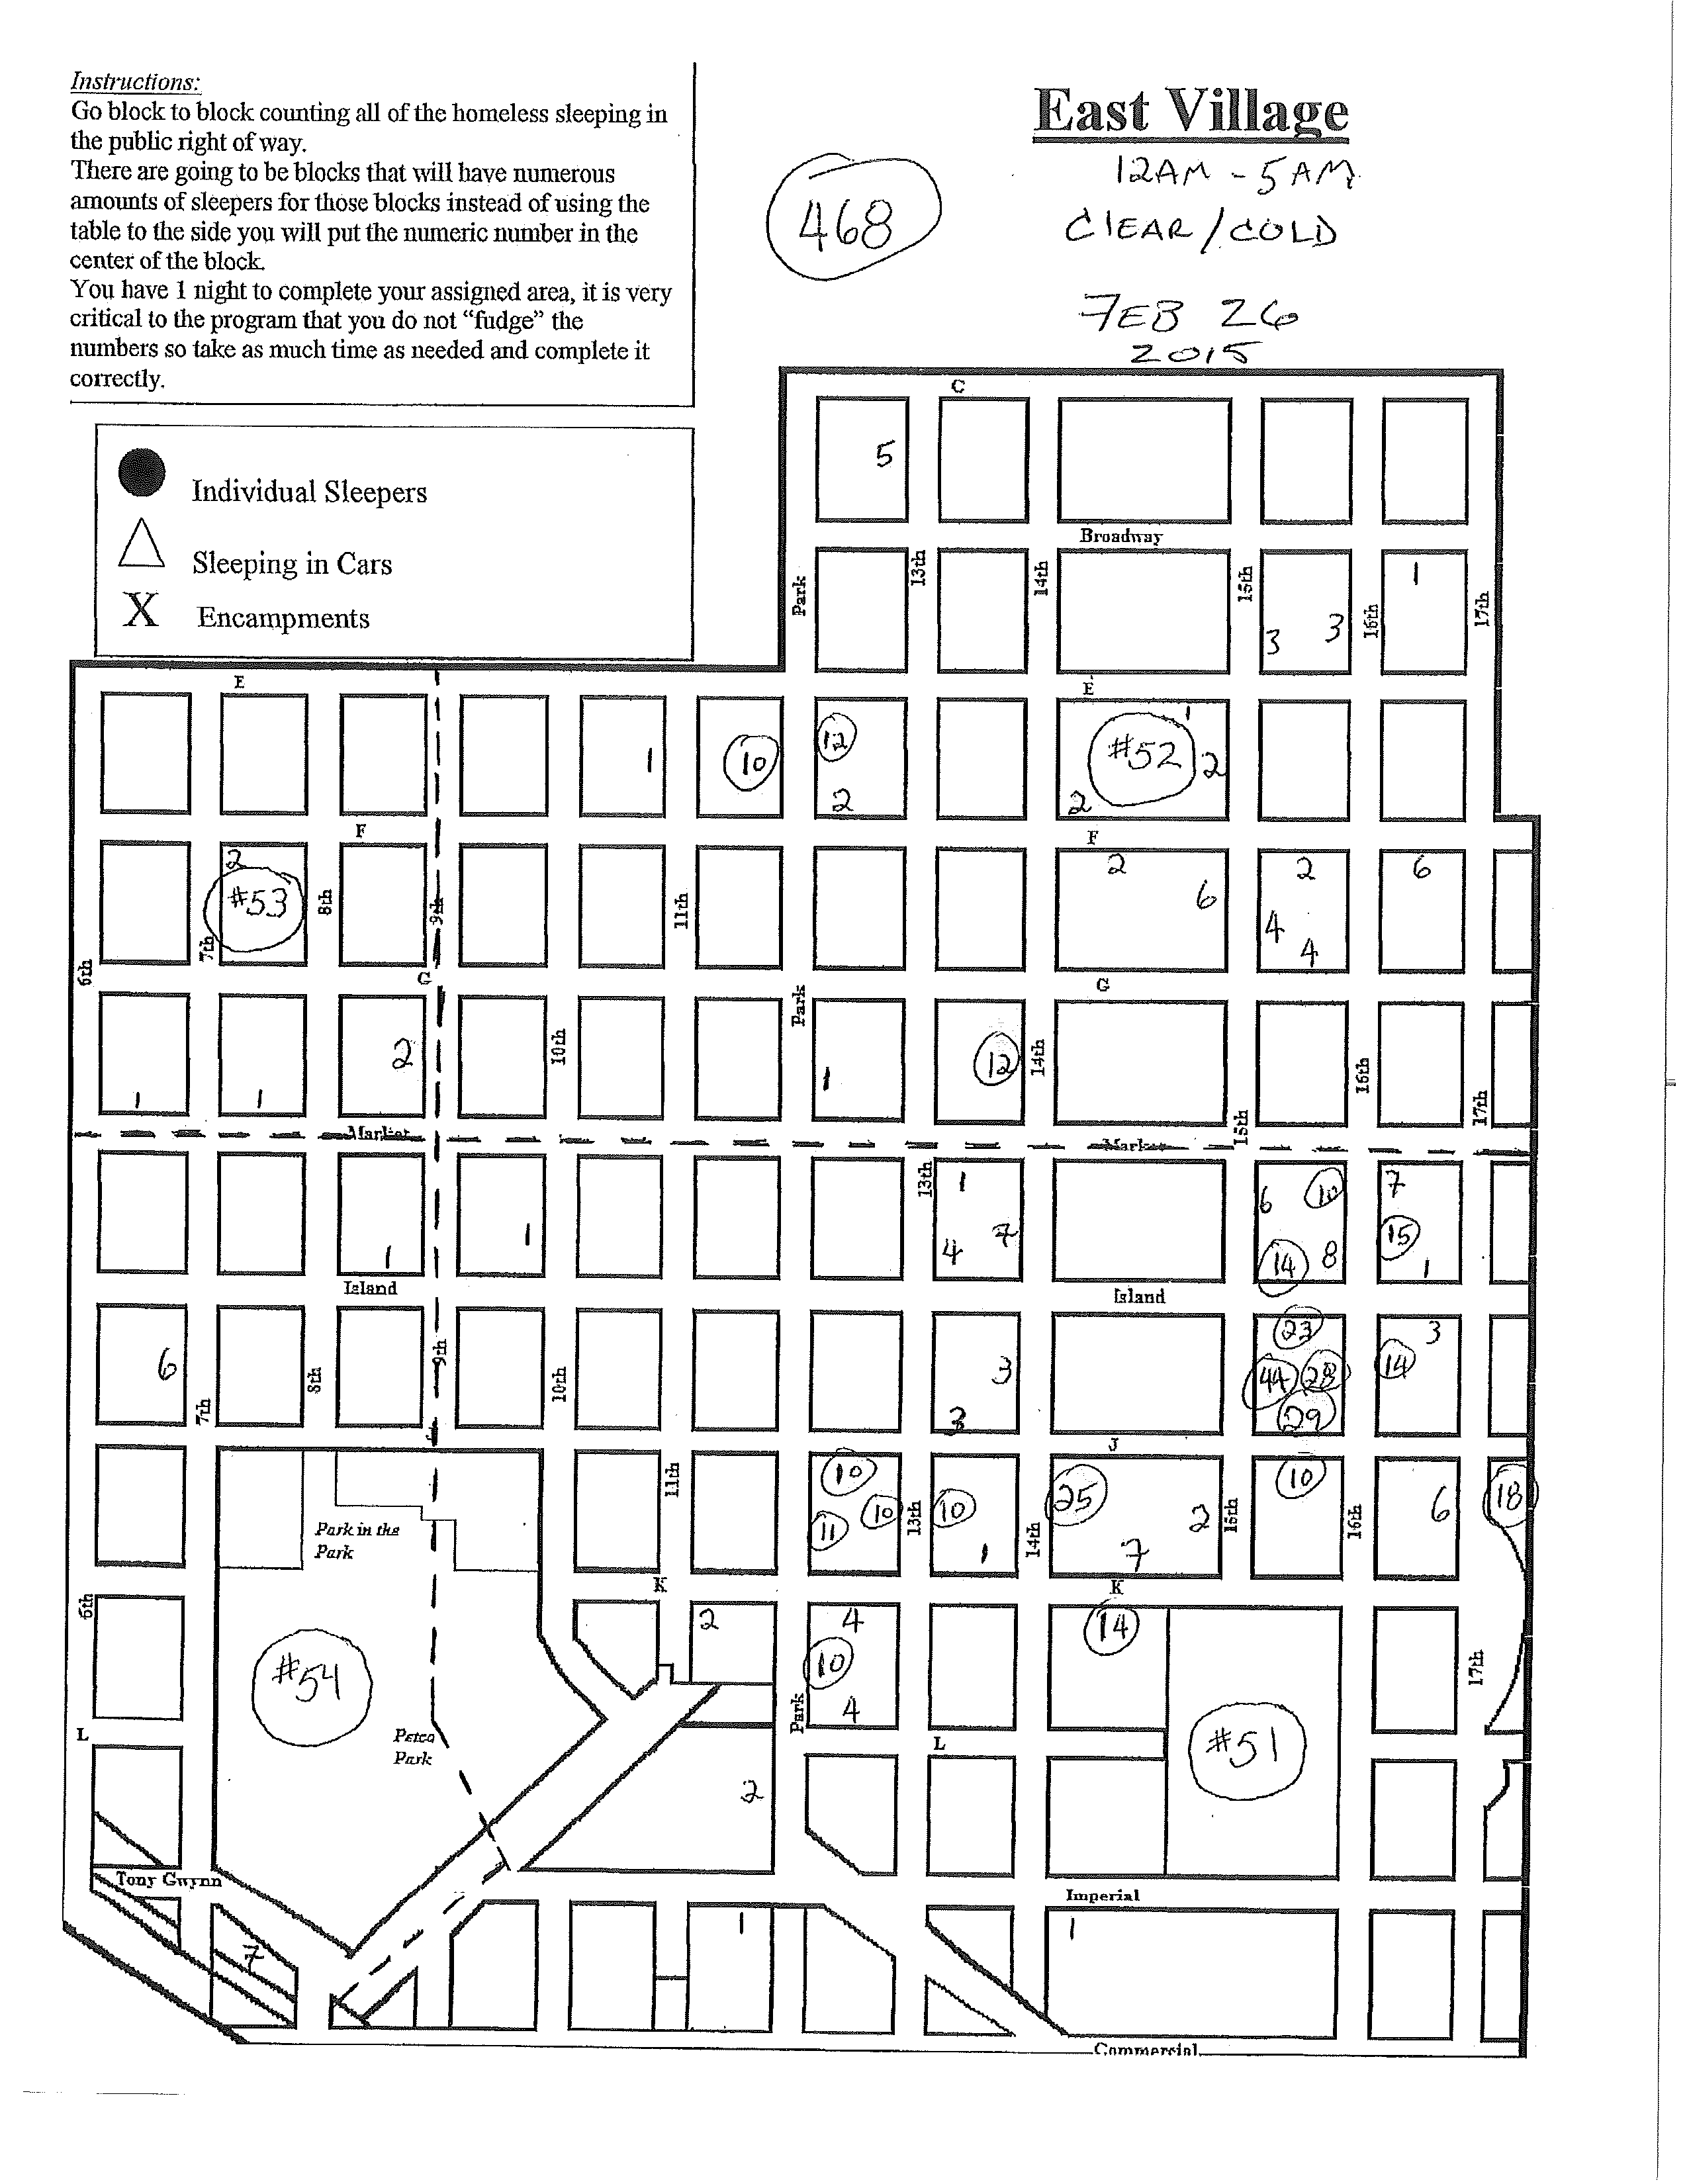 Instructions:
Go block to block counting all of the homeless sleeping in
the public right of way.
There are going to be blocks that will have numerous
amounts of sleepers for those blocks instead of using the
table to the side you will put the numeric number in the
center of the block.
You have 1 night to complete your assigned area, it is very
critical to the program that you do not “fudge” the
numbers so take as much time as needed and complete it
correctly.
East Village
12AM - 5AM
CLEAR / COLD
468
FEB 26
2015
Individual Sleepers
Sleeping in Cars
X Encampments
C
5
Broadway
Park
13th
14th
15th
16th
17th
1
3 3
E
E
1
10
12
2
1
#52
2
2
F
F
2
#53
7th
8th
9th
11th
2
6
2
4
4
6
6th
G
G
Park
1
1
2
10th
1
12
14th
16th
17th
15th
Market
Market
13th
1
1
1
4 7
6 10
14 8
7
15
1
Island
Island
6
7th
8th
9th
10th
3
3
23
44 28
29
3
14
J
Park in the
Park
11th
10
10
11
13th
10
1
14th
25
2
7
15th
10
16th
6
18
K
K
6th
2
4
10
4
14
17th
#54
Park
L
L
Petco
Park
2
#51
Tony Gwynn
Imperial
7
1
1
Commercial